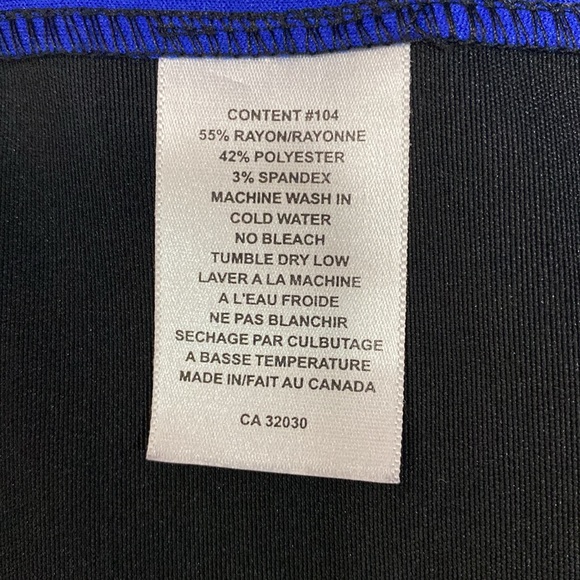 CONTENT #104
55% RAYON/RAYONNE
42% POLYESTER
3% SPANDEX
MACHINE WASH IN
COLD WATER
NO BLEACH
TUMBLE DRY LOW
LAVER A LA MACHINE
A L'EAU FROIDE
NE PAS BLANCHIR
SECHAGE PAR CULBUTAGE
A BASSE TEMPERATURE
MADE IN/FAIT AU CANADA
CA 32030